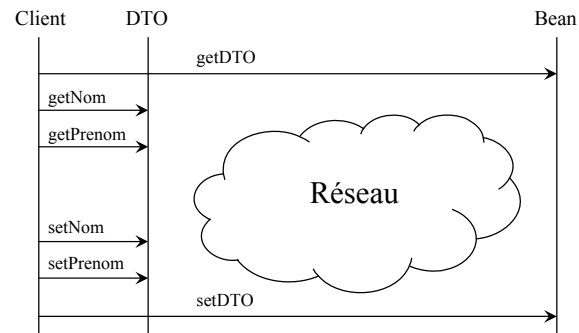 Client DTO Bean
getDTO
getNom
getPrenom
Réseau
setNom
setPrenom
setDTO